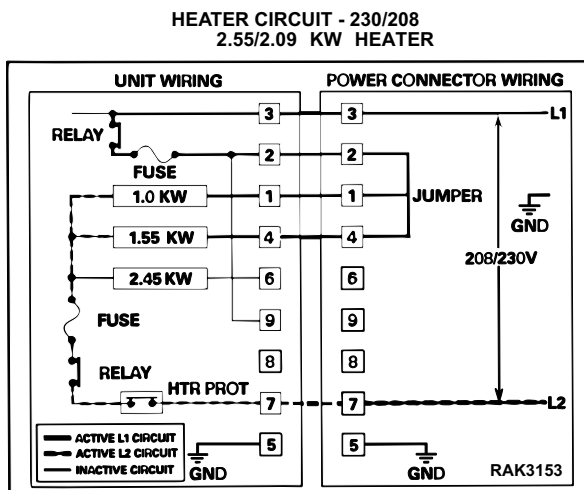 HEATER CIRCUIT - 230/208
2.55/2.09 KW HEATER
UNIT WIRING
POWER CONNECTOR WIRING
3 3 L1
RELAY
2 2
FUSE
1.0 KW 1 1 JUMPER
GND
1.55 KW 4 4
208/230V
2.45 KW 6 6
FUSE 9 9
8 8
RELAY
HTR PROT
7 7 L2
ACTIVE L1 CIRCUIT
ACTIVE L2 CIRCUIT
INACTIVE CIRCUIT
5 5
GND GND
RAK3153